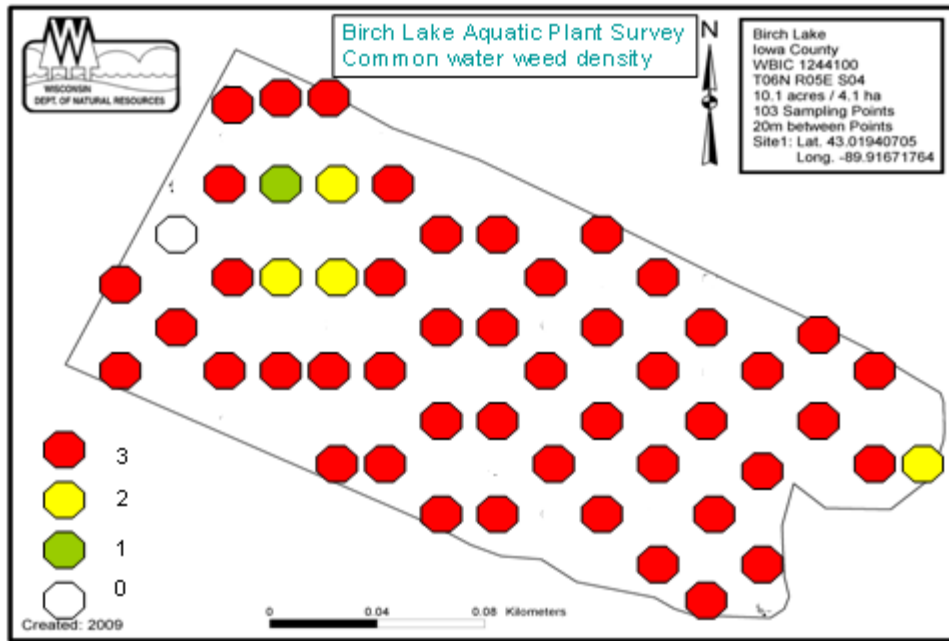 Birch Lake Aquatic Plant Survey
Common water weed density
N
Birch Lake
Iowa County
WBIC 1244100
T06N R05E S04
10.1 acres / 4.1 ha
103 Sampling Points
20m between Points
Site1: Lat. 43.01940705
Long. -89.91671764
W
WISCONSIN
DEPT. OF NATURAL RESOURCES
3
2
1
0
Created: 2009
0 0.04 0.08 Kilometers